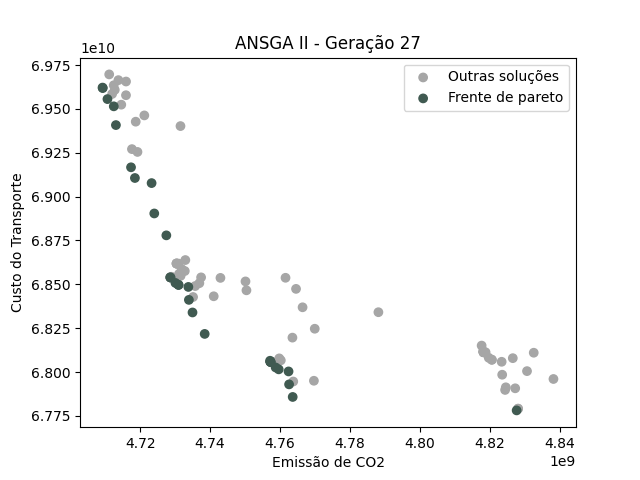 ANSGA II - Geração 27
1e10
6.975
6.950
6.925
6.900
6.875
6.850
6.825
6.800
6.775
Custo do Transporte
Outras soluções
Frente de pareto
4.72 4.74 4.76 4.78 4.80 4.82 4.84
Emissão de CO2
1e9